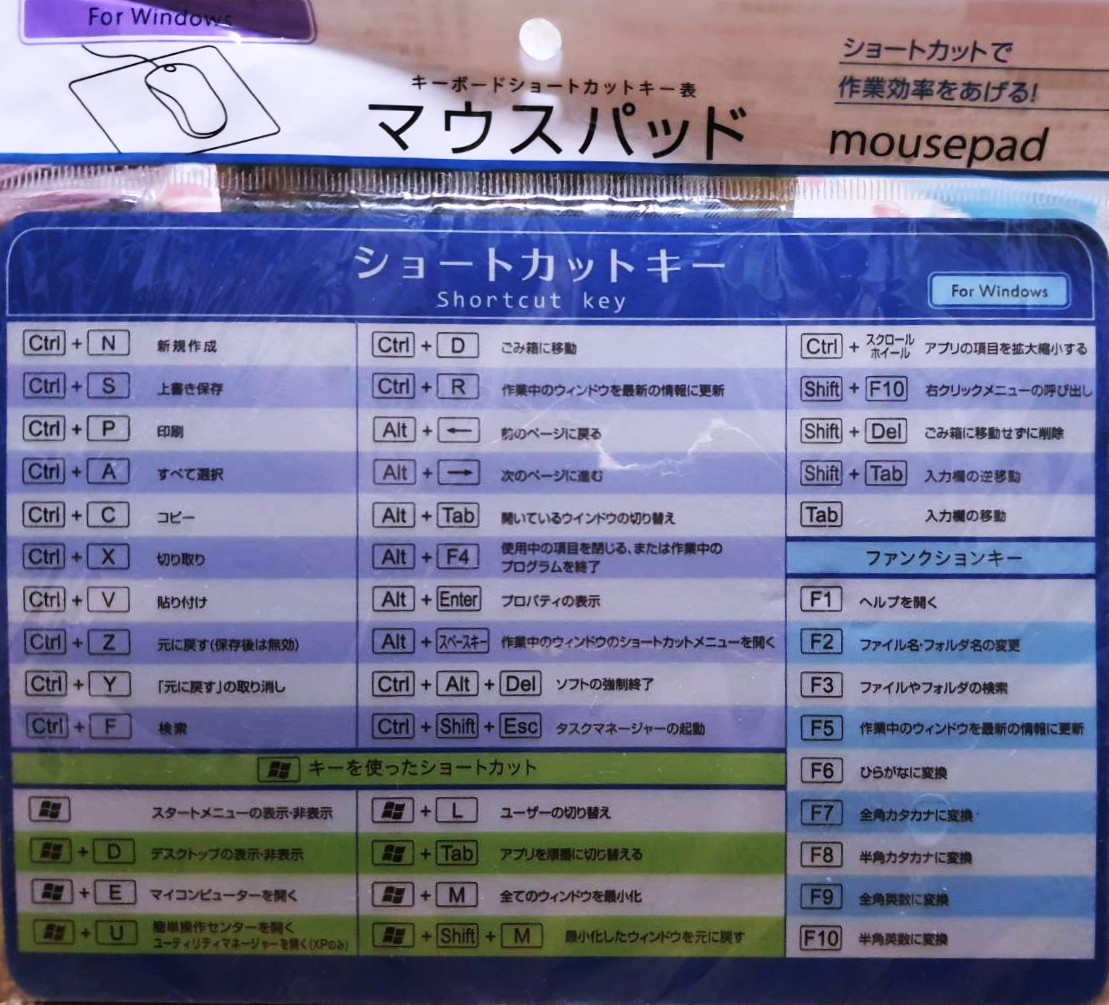 For Windows
キーボードショートカットキー表
マウスパッド
ショートカットで
作業効率をあげる!
mousepad
ショートカットキー
Shortcut key
For Windows
Ctrl + N 新規作成
Ctrl + S 上書き保存
Ctrl + P 印刷
Ctrl + A すべて選択
Ctrl + C コピー
Ctrl + X 切り取り
Ctrl + V 貼り付け
Ctrl + Z 元に戻す(保存後は無効)
Ctrl + Y 「元に戻す」の取り消し
Ctrl + F 検索
Ctrl + D ごみ箱に移動
Ctrl + R 作業中のウィンドウを最新の情報に更新
Alt + ← 前のページに戻る
Alt + → 次のページに進む
Alt + Tab 開いているウインドウの切り替え
Alt + F4 使用中の項目を閉じる、または作業中の
プログラムを終了
Alt + Enter プロパティの表示
Alt + スペースキー 作業中のウィンドウのショートカットメニューを開く
Ctrl + Alt + Del ソフトの強制終了
Ctrl + Shift + Esc タスクマネージャーの起動
Ctrl + スクロール
ホイール アプリの項目を拡大縮小する
Shift + F10 右クリックメニューの呼び出し
Shift + Del ごみ箱に移動せずに削除
Shift + Tab 入力欄の逆移動
Tab 入力欄の移動
キーを使ったショートカット
スタートメニューの表示・非表示
+ D デスクトップの表示・非表示
+ E マイコンピューターを開く
+ U 簡単操作センターを開く
ユーティリティマネージャーを開く(XPのみ)
+ L ユーザーの切り替え
+ Tab アプリを順番に切り替える
+ M 全てのウィンドウを最小化
+ Shift + M 最小化したウィンドウを元に戻す
ファンクションキー
F1 ヘルプを開く
F2 ファイル名・フォルダ名の変更
F3 ファイルやフォルダの検索
F5 作業中のウィンドウを最新の情報に更新
F6 ひらがなに変換
F7 全角カタカナに変換
F8 半角カタカナに変換
F9 全角英数に変換
F10 半角英数に変換